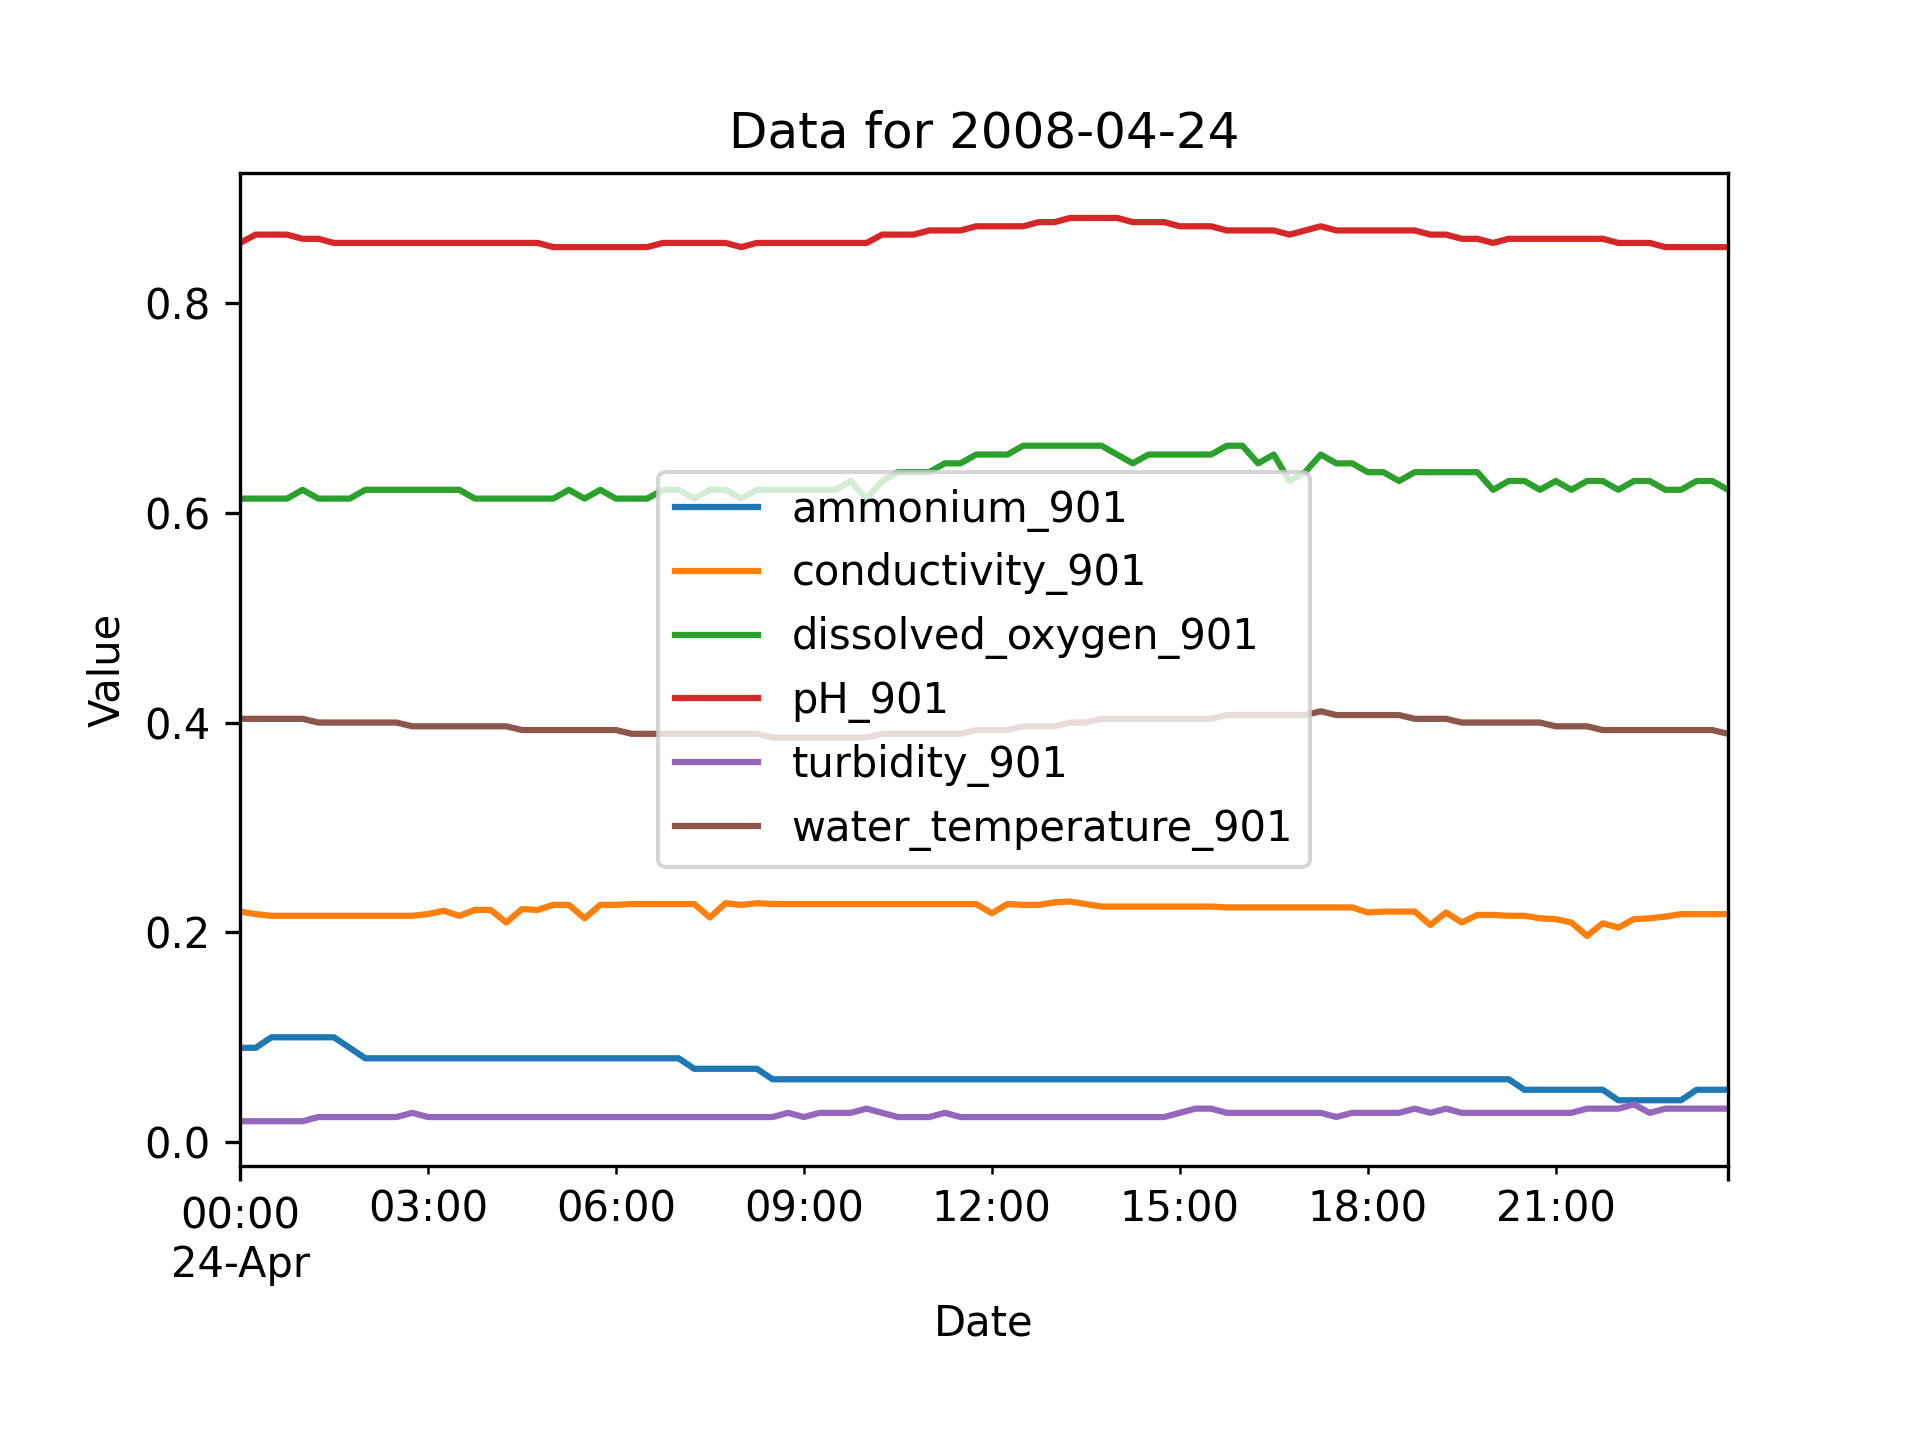 Data for 2008-04-24
Value
0.8
0.6
0.4
0.2
0.0
ammonium_901
conductivity_901
dissolved_oxygen_901
pH_901
turbidity_901
water_temperature_901
00:00 03:00 06:00 09:00 12:00 15:00 18:00 21:00
24-Apr
Date